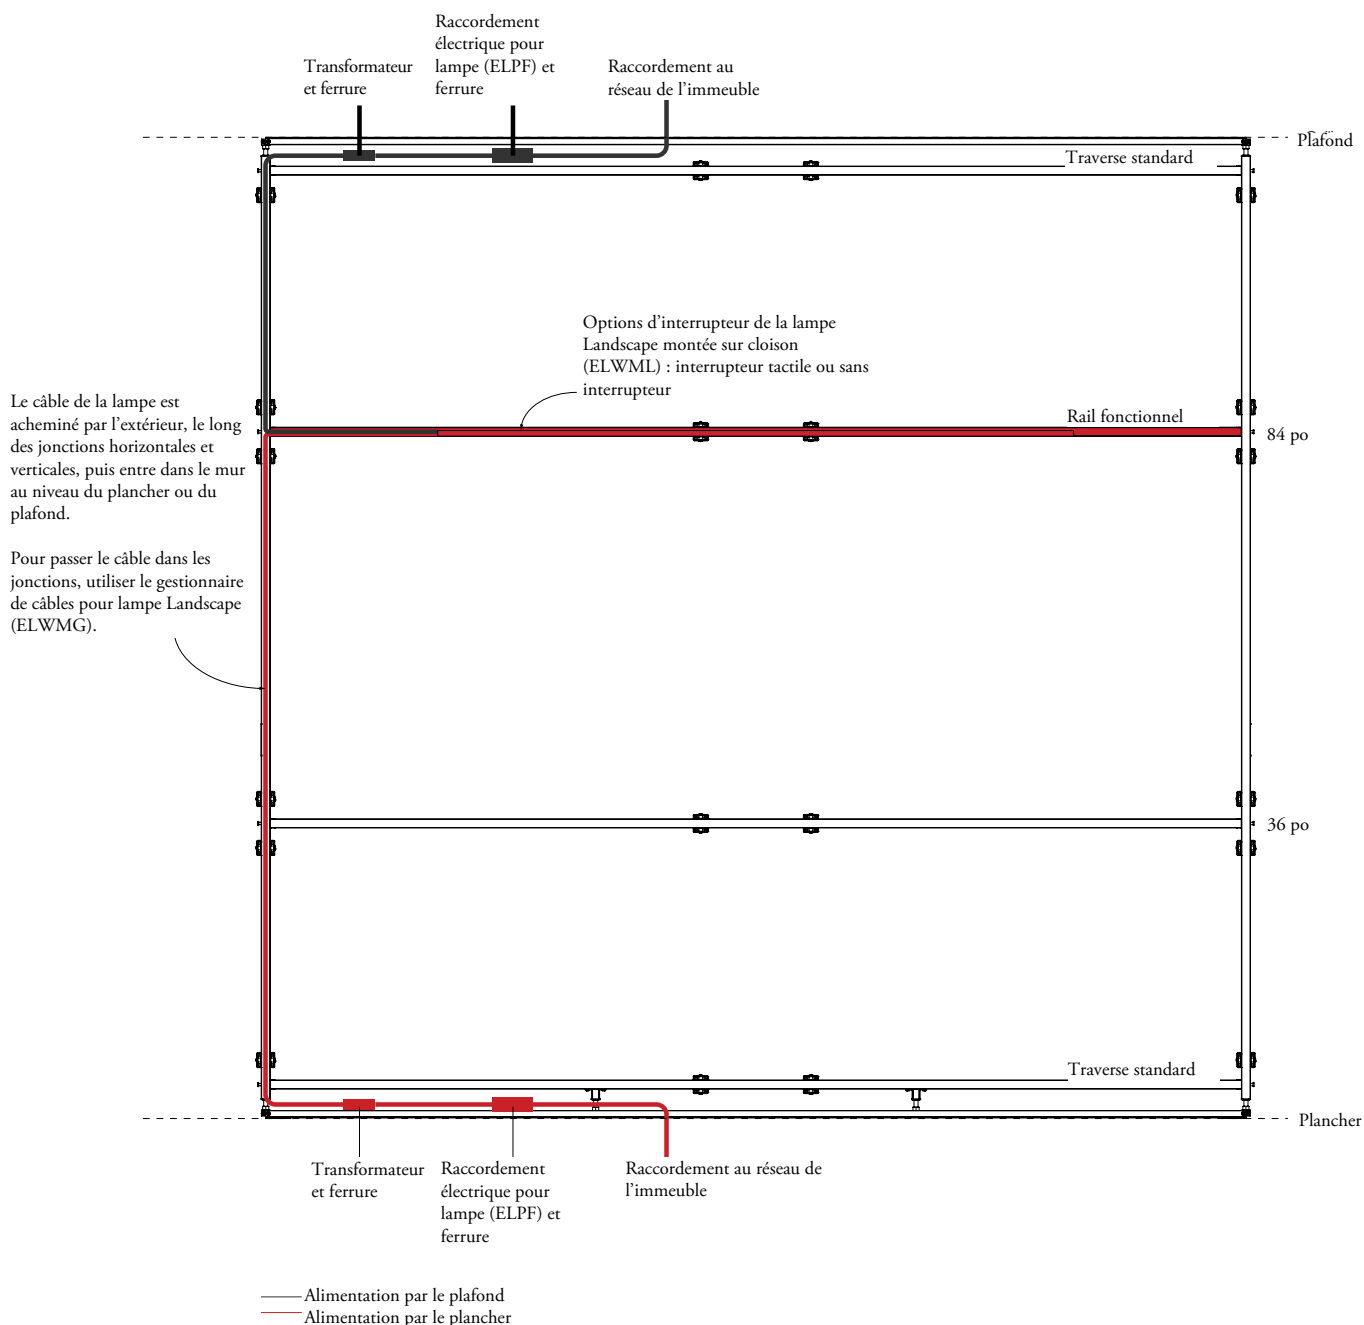 Raccordement
électrique pour
lampe (ELPF) et
ferrure
Transformateur
et ferrure
Raccordement au
réseau de l’immeuble
Plafond
Traverse standard
Options d’interrupteur de la lampe
Landscape montée sur cloison
(ELWML) : interrupteur tactile ou sans
interrupteur
Rail fonctionnel
84 po
Le câble de la lampe est
acheminé par l’extérieur, le long
des jonctions horizontales et
verticales, puis entre dans le mur
au niveau du plancher ou du
plafond.
Pour passer le câble dans les
jonctions, utiliser le gestionnaire
de câbles pour lampe Landscape
(ELWMG).
36 po
Traverse standard
Plancher
Transformateur
et ferrure
Raccordement
électrique pour
lampe (ELPF) et
ferrure
Raccordement au réseau de
l’immeuble
Alimentation par le plafond
Alimentation par le plancher